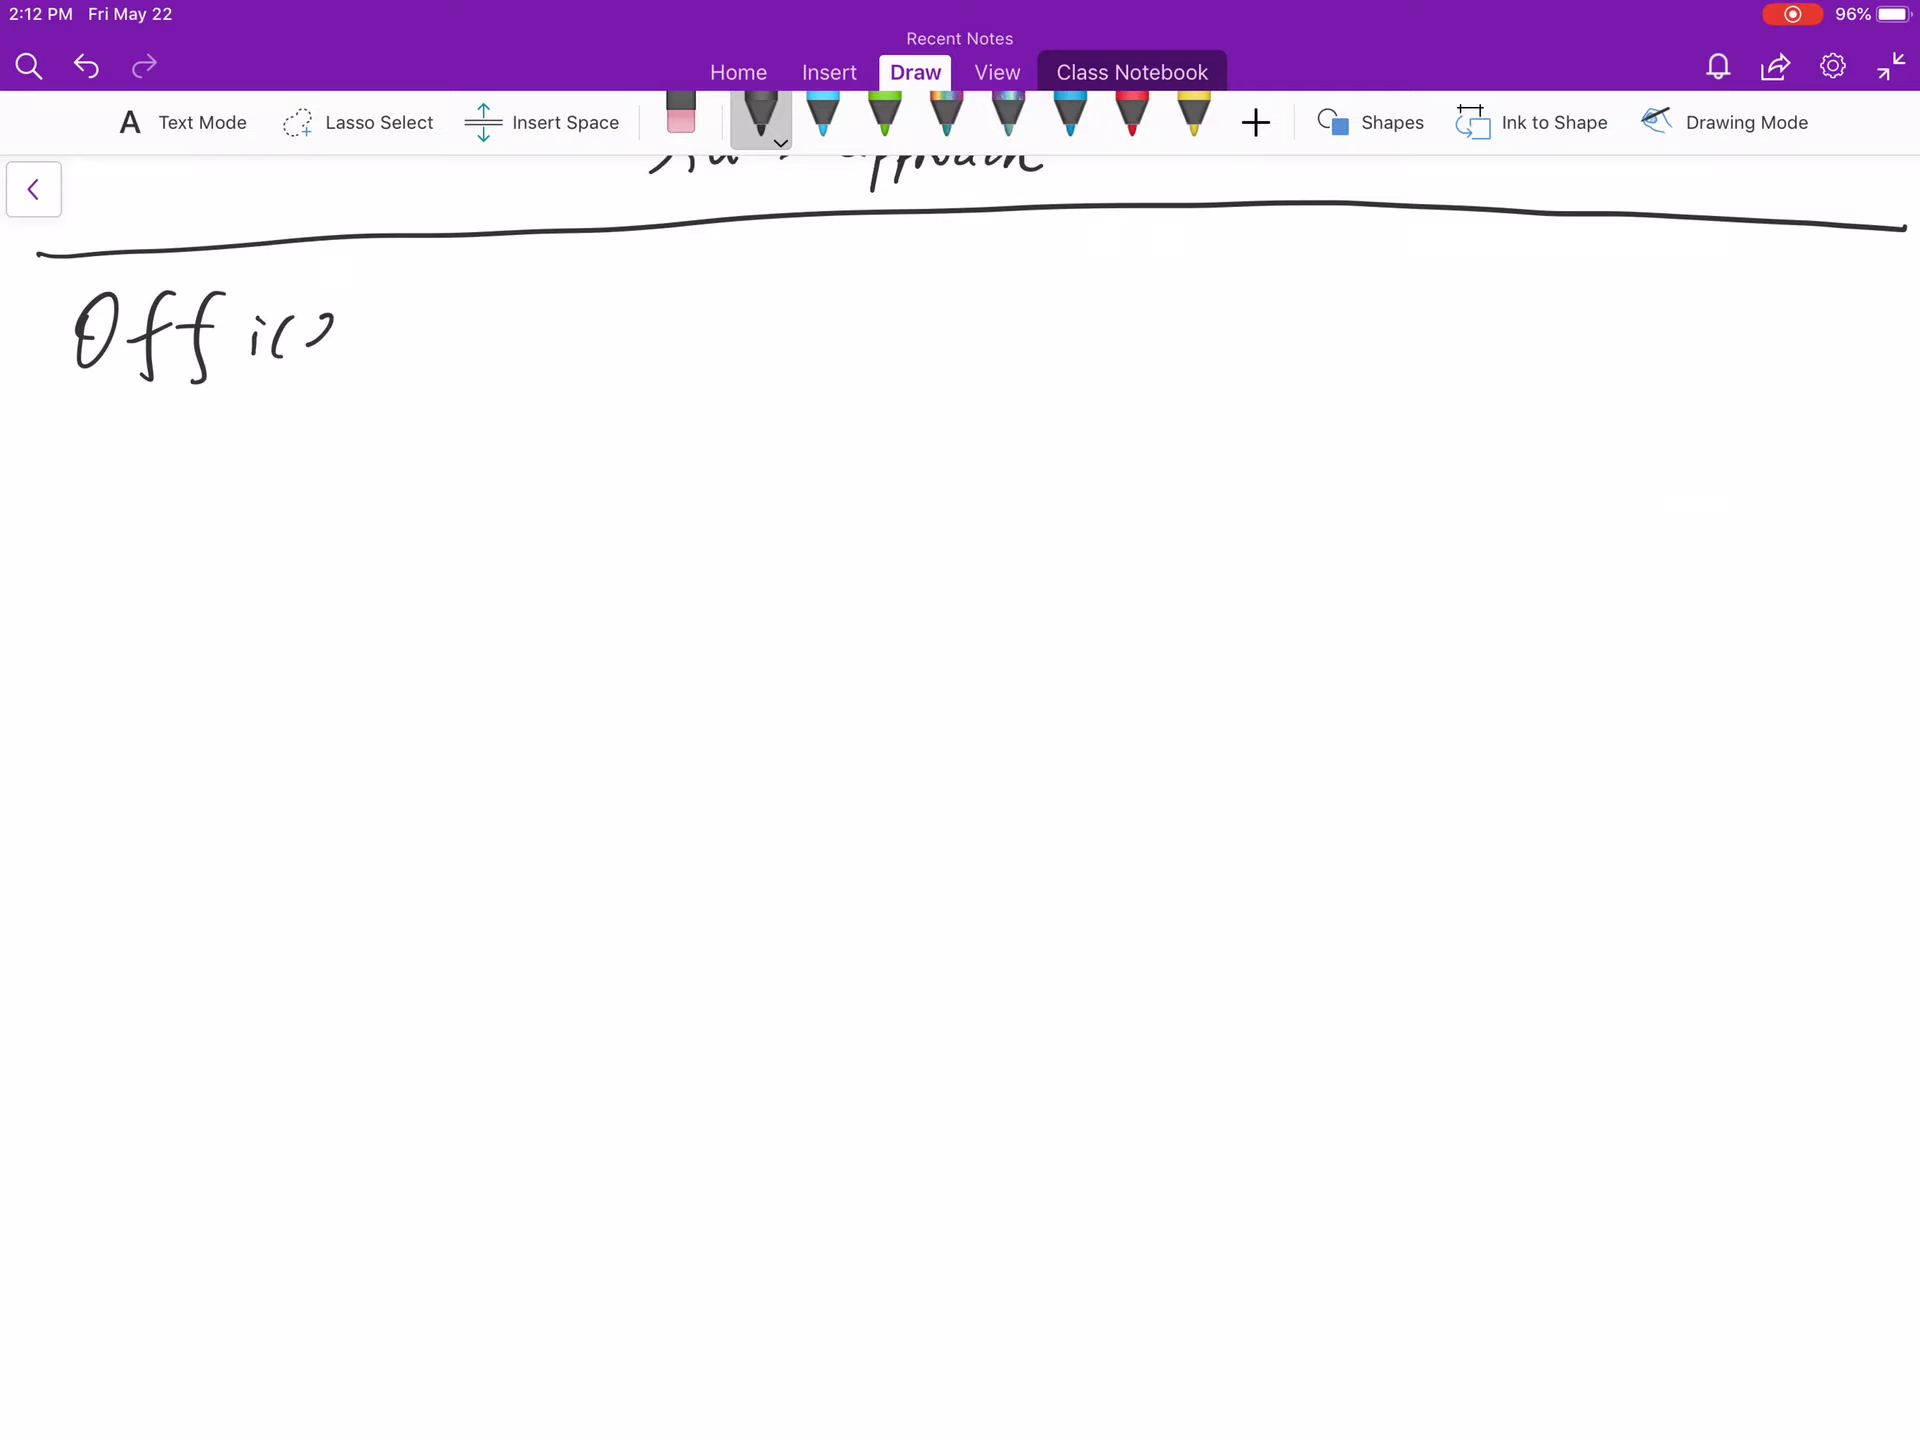 2:12 PM Fri May 22 96%
Recent Notes
Home Insert Draw View Class Notebook
A Text Mode Lasso Select Insert Space Shapes Ink to Shape Drawing Mode
approach
Offic